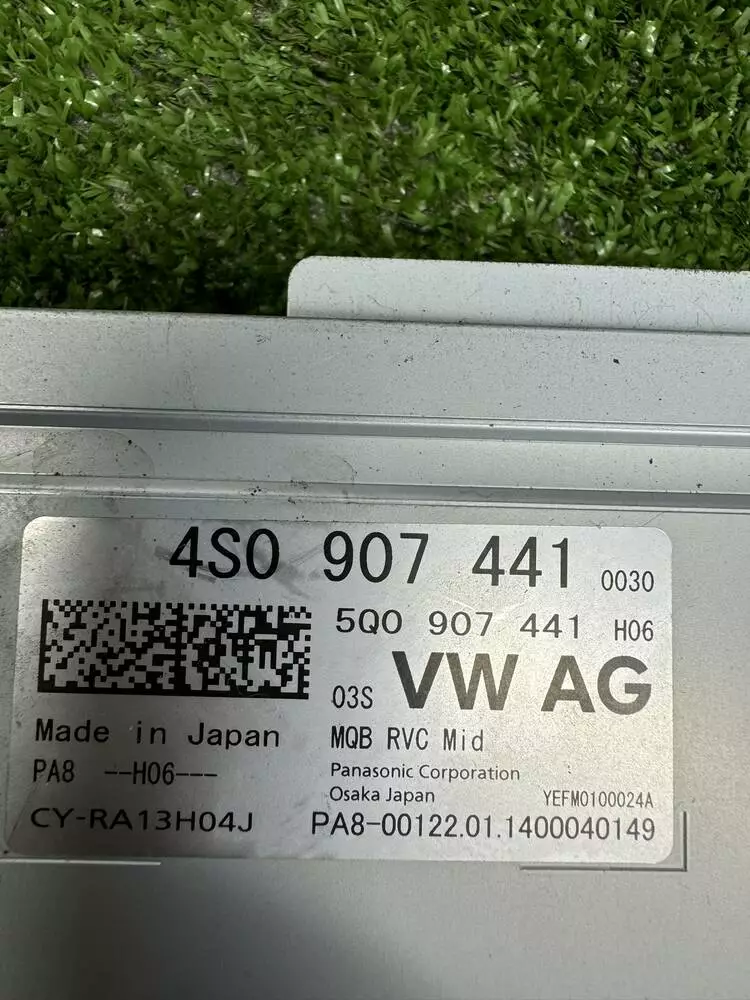 4S0 907 441 0030
5Q0 907 441 H06
03S VW AG
Made in Japan MQB RVC Mid
PA8 --H06---
Panasonic Corporation
Osaka Japan YEFM0100024A
CY-RA13H04J PA8-00122.01.1400040149